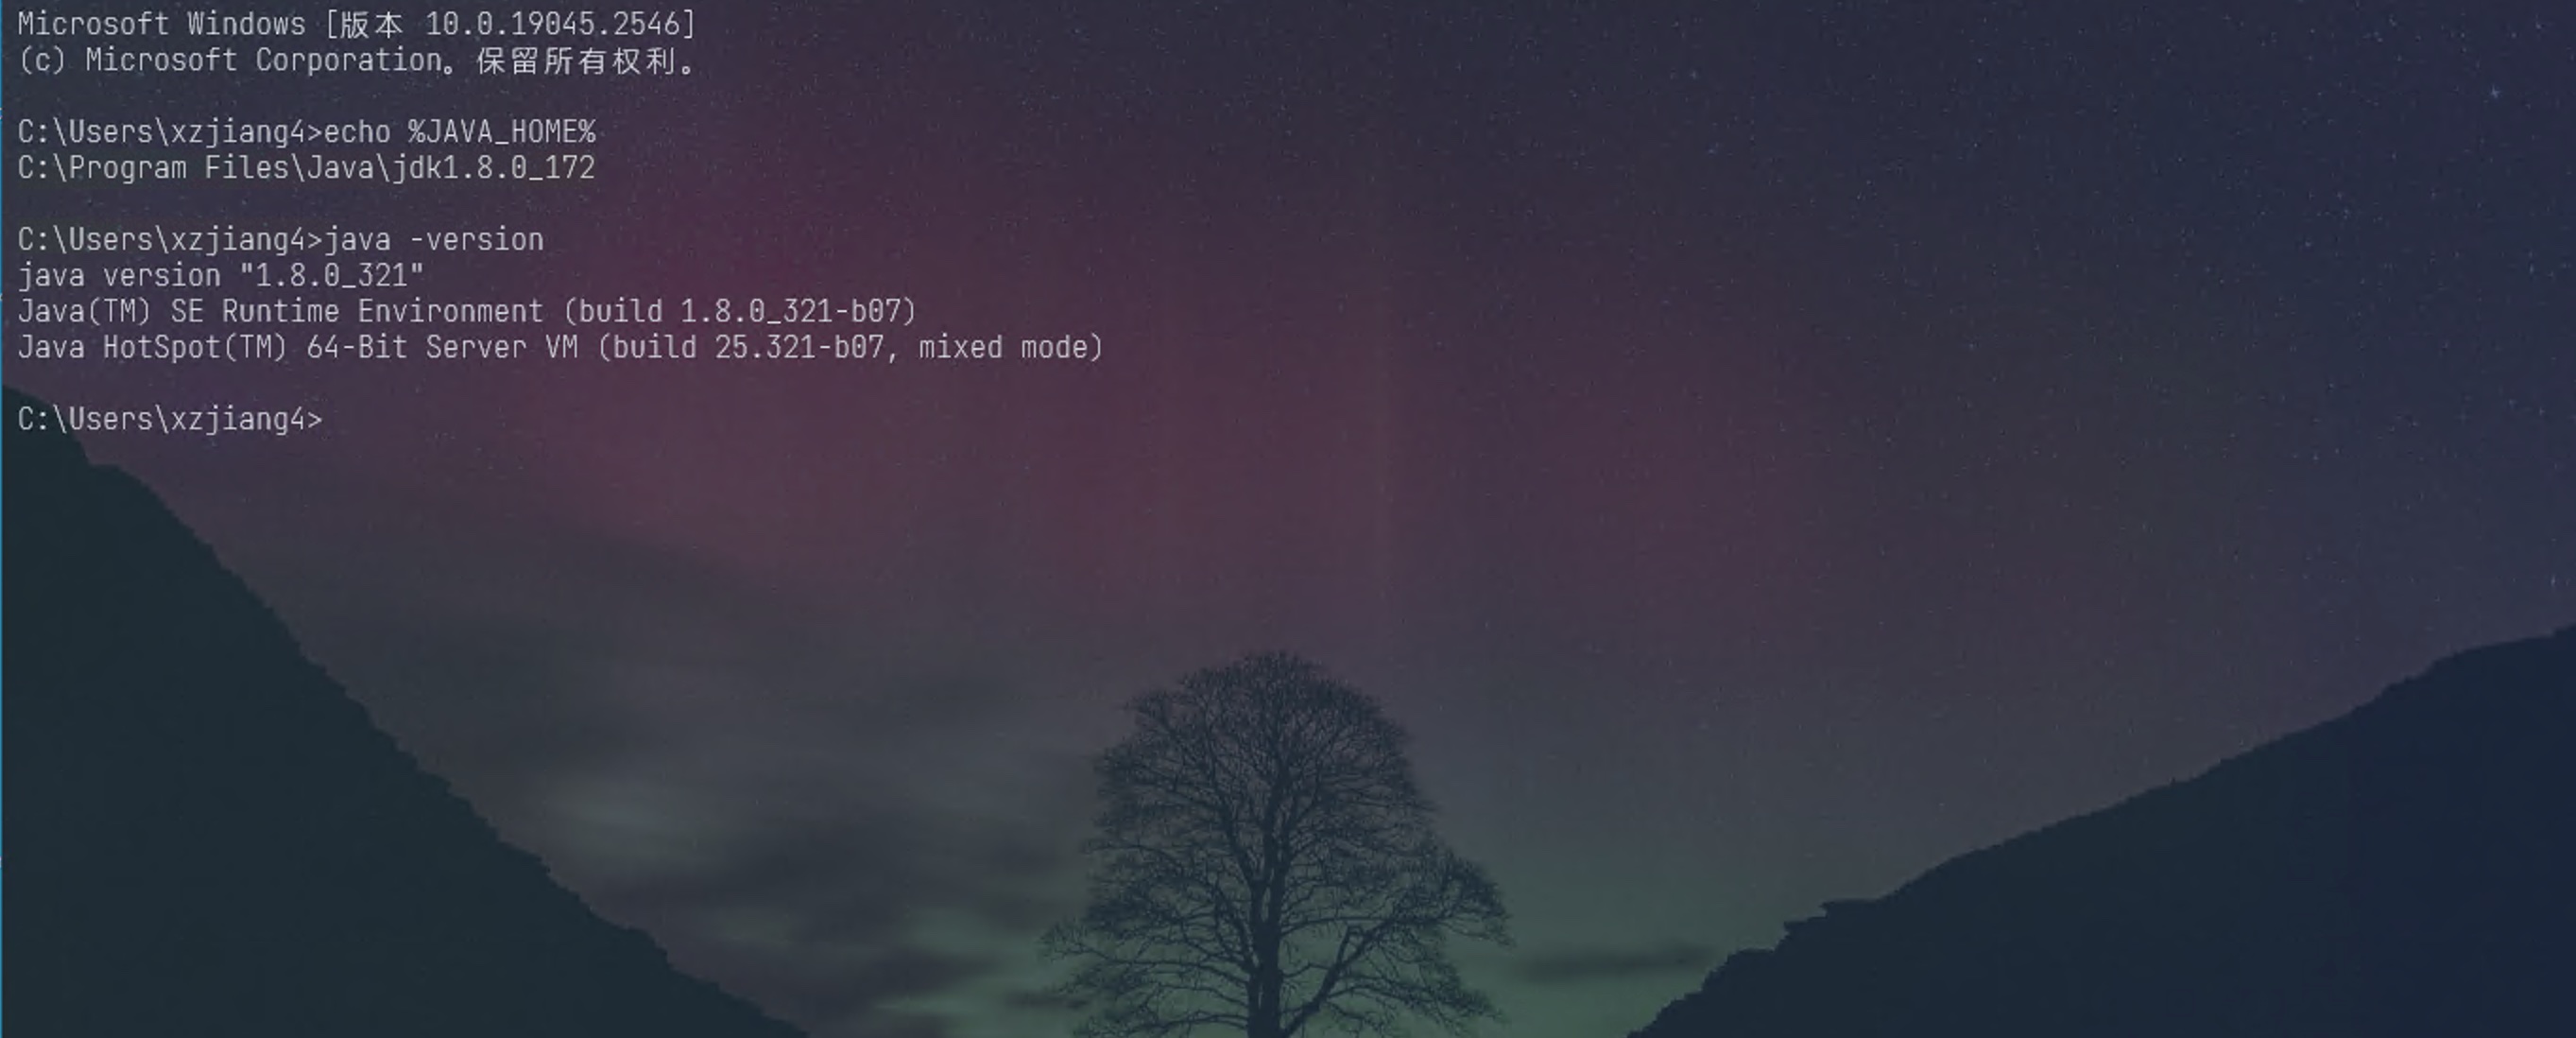 Microsoft Windows [版本 10.0.19045.2546]
(c) Microsoft Corporation。保留所有权利。
C:\Users\xzjiang4>echo %JAVA_HOME%
C:\Program Files\Java\jdk1.8.0_172
C:\Users\xzjiang4>java -version
java version "1.8.0_321"
Java(TM) SE Runtime Environment (build 1.8.0_321-b07)
Java HotSpot(TM) 64-Bit Server VM (build 25.321-b07, mixed mode)
C:\Users\xzjiang4>